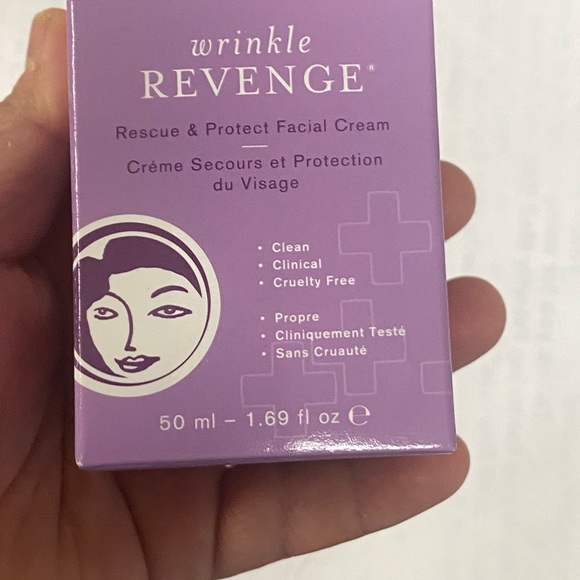 wrinkle
REVENGE®
Rescue & Protect Facial Cream
Créme Secours et Protection
du Visage
• Clean
• Clinical
• Cruelty Free
• Propre
• Cliniquement Testé
• Sans Cruauté
50 ml – 1.69 fl oz ℮